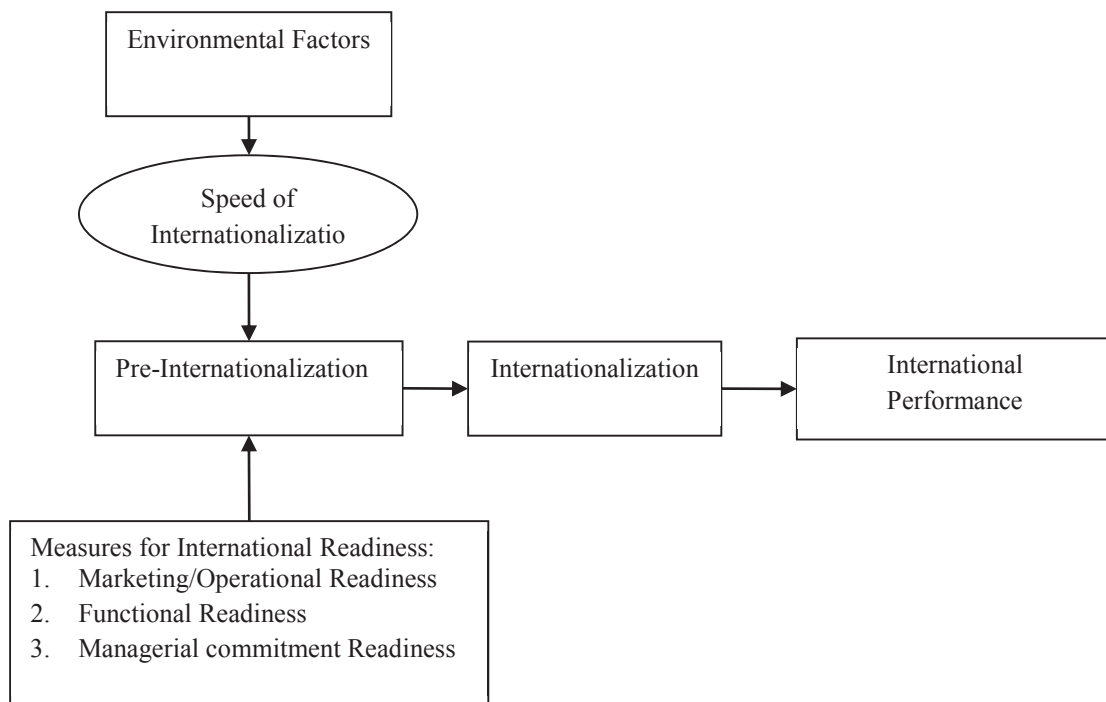 Environmental Factors
Speed of
Internationalizatio
Pre-Internationalization
Internationalization
International
Performance
Measures for International Readiness:
1. Marketing/Operational Readiness
2. Functional Readiness
3. Managerial commitment Readiness